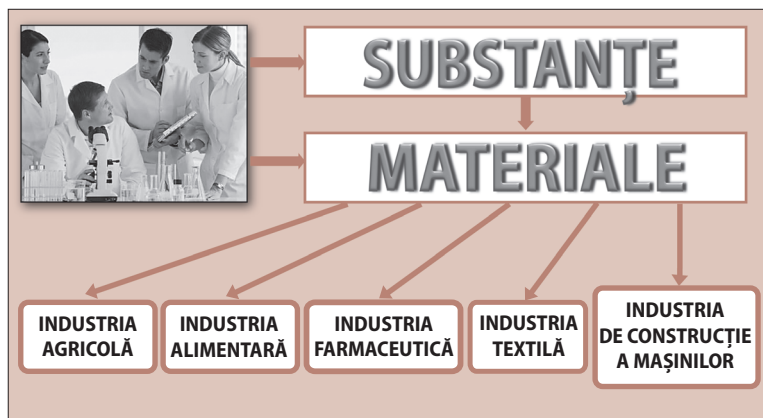 SUBSTANȚE
MATERIALE
INDUSTRIA
AGRICOLĂ
INDUSTRIA
ALIMENTARĂ
INDUSTRIA
FARMACEUTICĂ
INDUSTRIA
TEXTILĂ
INDUSTRIA
DE CONSTRUCȚIE
A MAȘINILOR